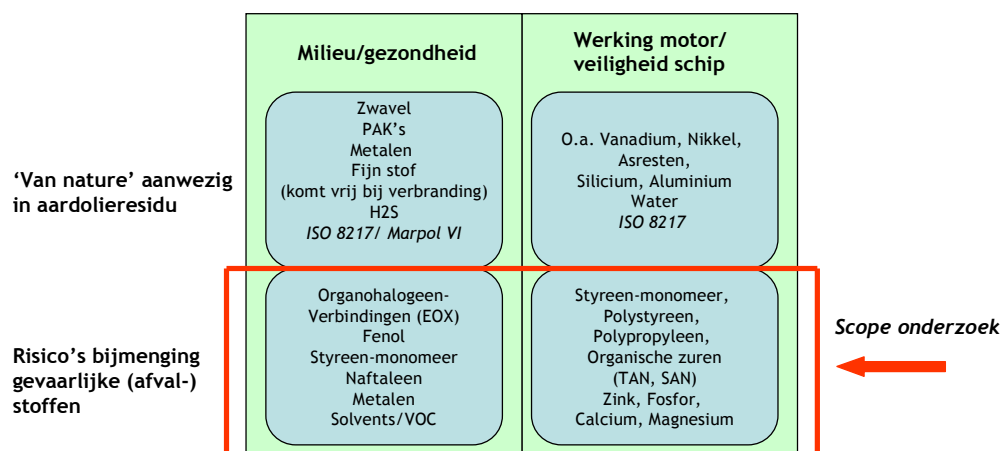 Milieu/gezondheid
Werking motor/
veiligheid schip
‘Van nature’ aanwezig
in aardolieresidu
Zwavel
PAK’s
Metalen
Fijn stof
(komt vrij bij verbranding)
H2S
ISO 8217/ Marpol VI
O.a. Vanadium, Nikkel,
Asresten,
Silicium, Aluminium
Water
ISO 8217
Risico’s bijmenging
gevaarlijke (afval-)
stoffen
Organohalogeen-
Verbindingen (EOX)
Fenol
Styreen-monomeer
Naftaleen
Metalen
Solvents/VOC
Styreen-monomeer,
Polystyreen,
Polypropyleen,
Organische zuren
(TAN, SAN)
Zink, Fosfor,
Calcium, Magnesium
Scope onderzoek